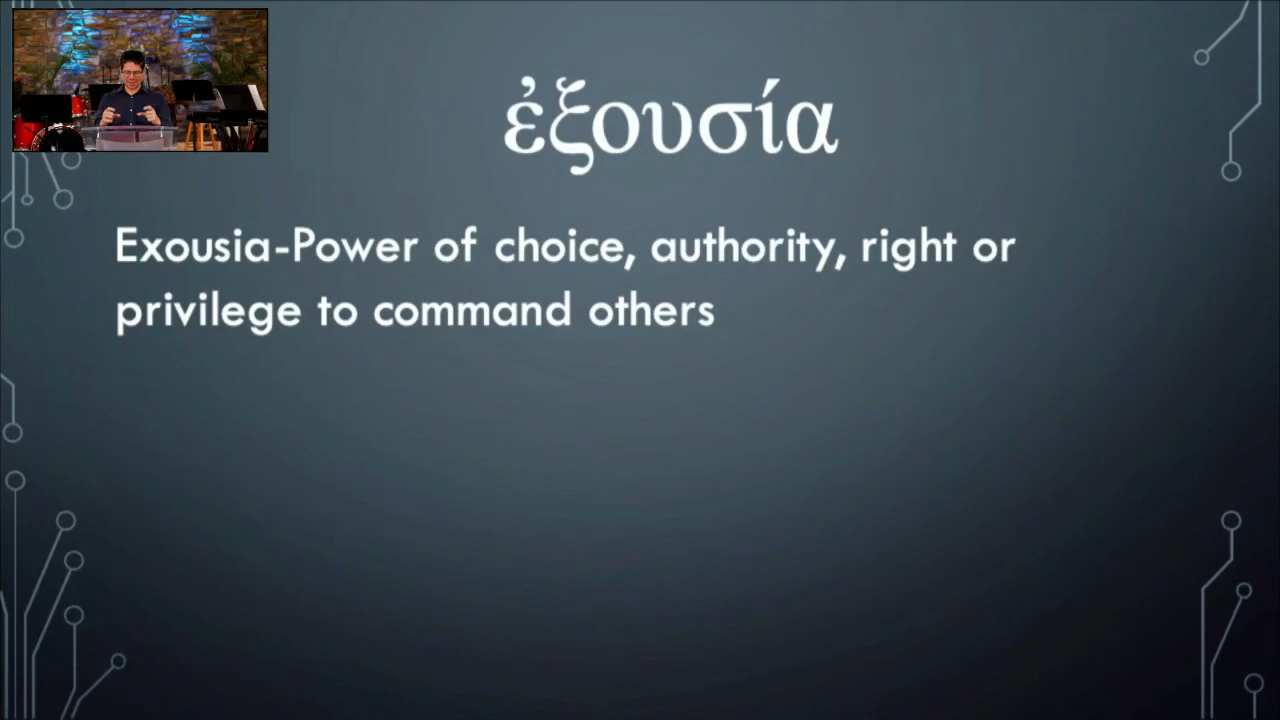 ἐξουσία
Exousia-Power of choice, authority, right or
privilege to command others